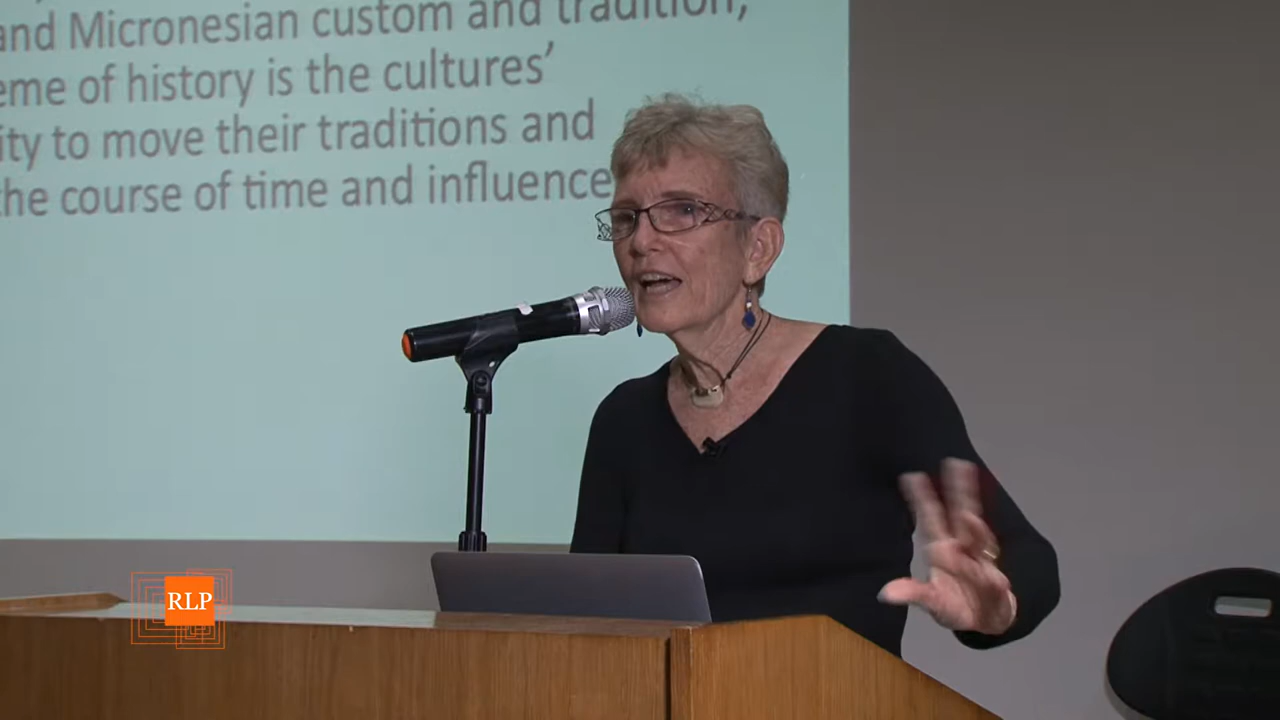 and Micronesian custom and tradition,
eme of history is the cultures'
ity to move their traditions and
the course of time and influence
RLP